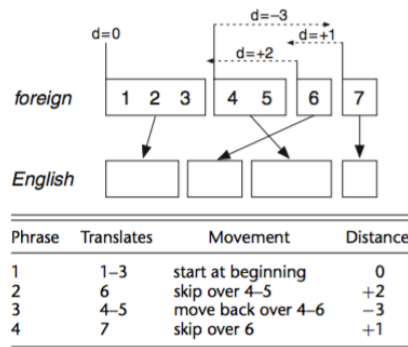 d=-3
d=0
d=+1
d=+2
foreign
1 2 3 4 5 6 7
English
Phrase Translates Movement Distance
1 1–3 start at beginning 0
2 6 skip over 4–5 +2
3 4–5 move back over 4–6 −3
4 7 skip over 6 +1